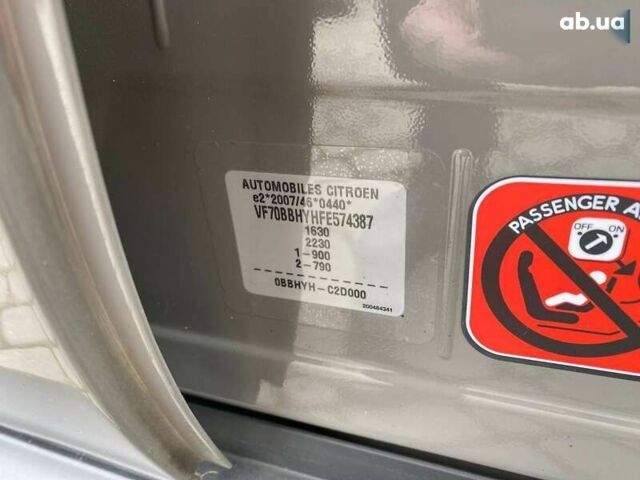 ab.ua
AUTOMOBILES CITROEN
e2*2007/46*0440*
VF70BBHYHFE574387
1630
2230
1-900
2-790
0BBHYH-C2D000
200484341
PASSENGER
OFF
ON